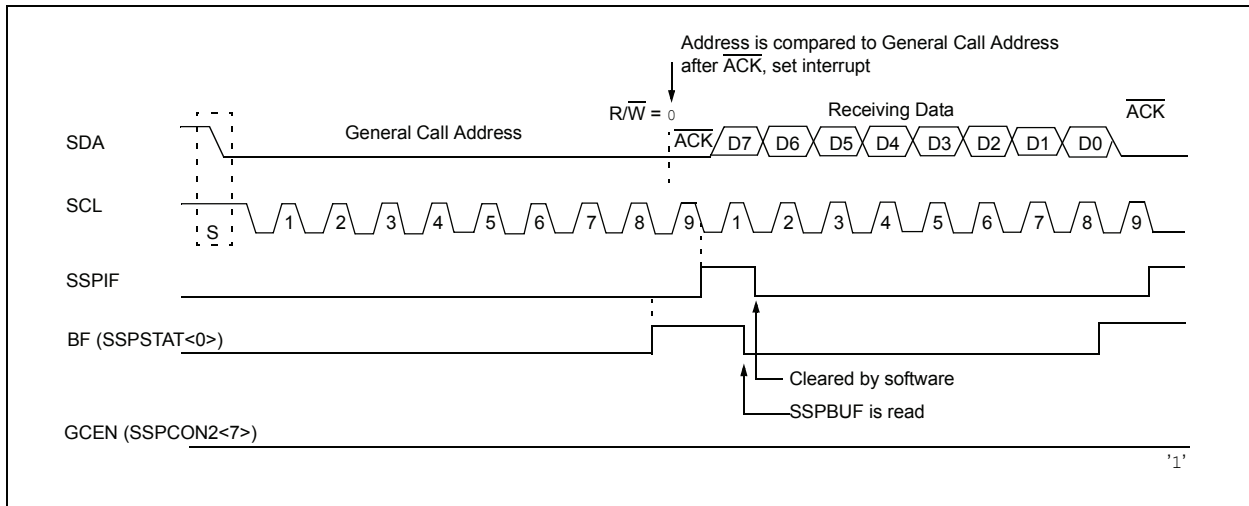 Address is compared to General Call Address
after ACK, set interrupt
R/W = 0
Receiving Data
ACK
SDA
General Call Address
ACK
D7 D6 D5 D4 D3 D2 D1 D0
SCL
S
1 2 3 4 5 6 7 8 9 1 2 3 4 5 6 7 8 9
SSPIF
BF (SSPSTAT<0>)
Cleared by software
SSPBUF is read
GCEN (SSPCON2<7>)
'1'